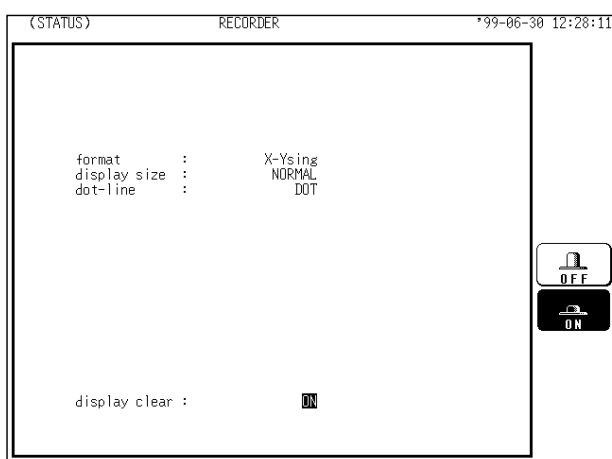 (STATUS) RECORDER '99-06-30 12:28:11
format : X-Ysing
display size : NORMAL
dot-line : DOT
OFF
ON
display clear : ON